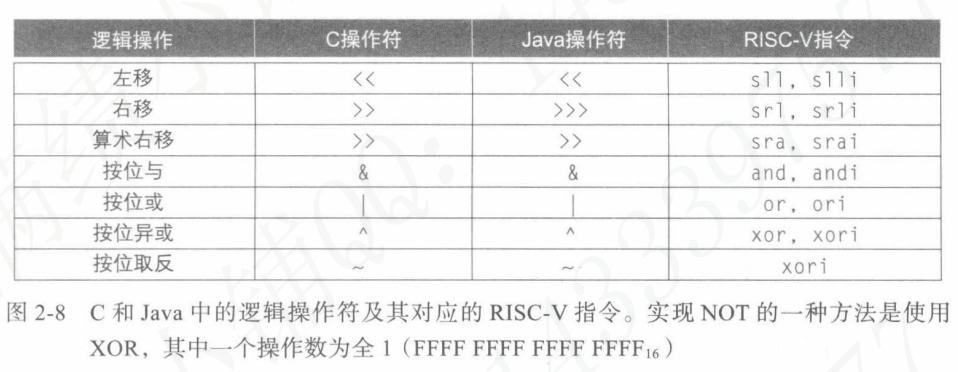 逻辑操作 C操作符 Java操作符 RISC-V指令
左移 << << sll, slli
右移 >> >>> srl, srli
算术右移 >> >> sra, srai
按位与 & & and, andi
按位或 | | or, ori
按位异或 ^ ^ xor, xori
按位取反 ~ ~ xori
图 2-8 C 和 Java 中的逻辑操作符及其对应的 RISC-V 指令。实现 NOT 的一种方法是使用
XOR，其中一个操作数为全 1（FFFF FFFF FFFF FFFF₁₆）